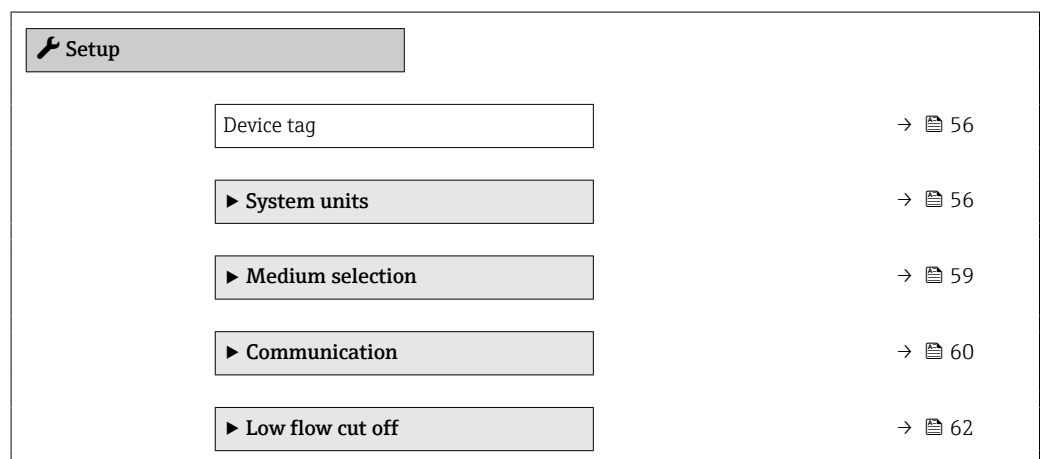 Setup
Device tag → 56
▶ System units → 56
▶ Medium selection → 59
▶ Communication → 60
▶ Low flow cut off → 62